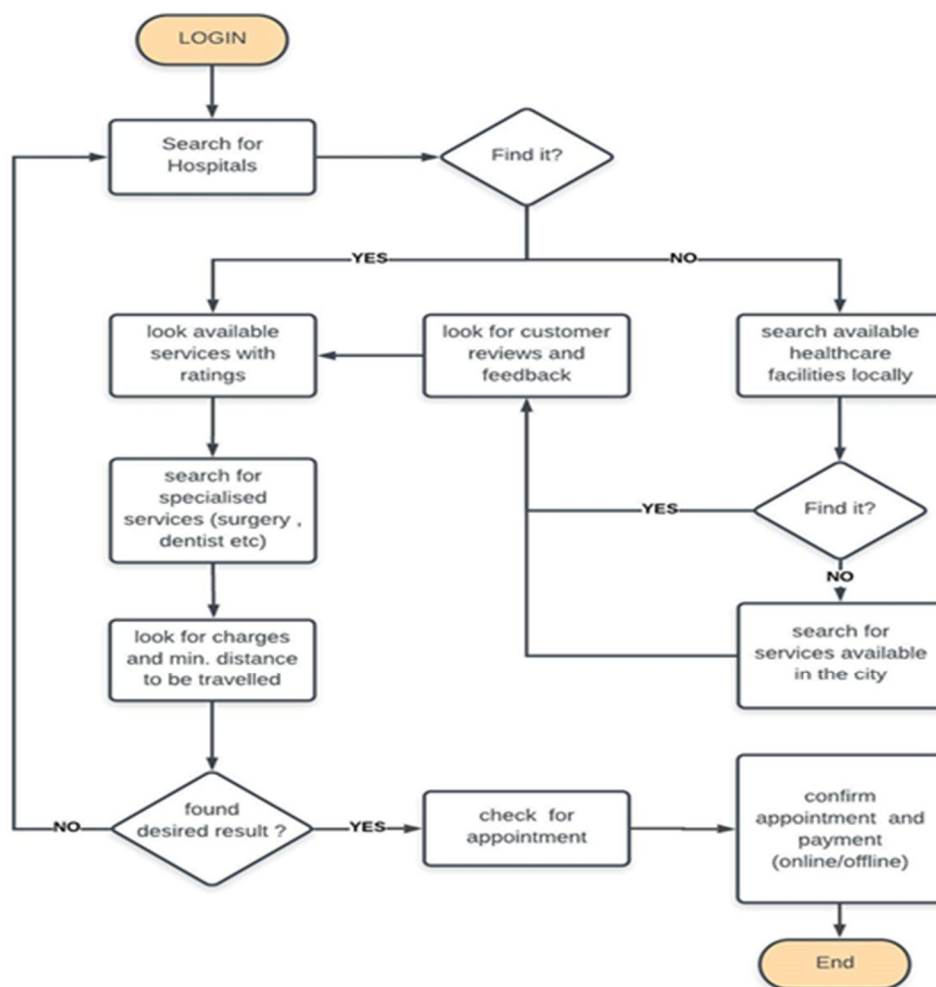 LOGIN
Search for
Hospitals
Find it?
YES
NO
look available
services with
ratings
look for customer
reviews and
feedback
search available
healthcare
facilities locally
search for
specialised
services (surgery ,
dentist etc)
YES
Find it?
NO
look for charges
and min. distance
to be travelled
search for
services available
in the city
found
desired result ?
NO
YES
check for
appointment
confirm
appointment and
payment
(online/offline)
End